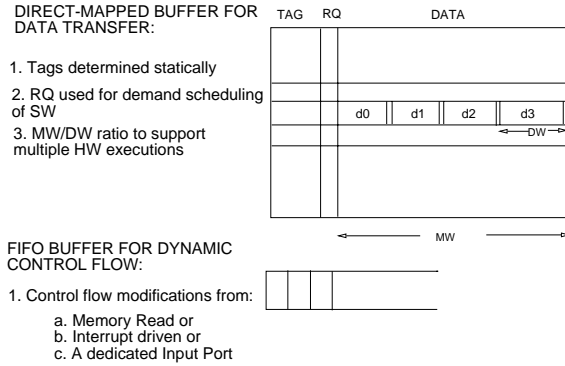 DIRECT-MAPPED BUFFER FOR
DATA TRANSFER:
TAG RQ DATA
1. Tags determined statically
2. RQ used for demand scheduling
of SW
3. MW/DW ratio to support
multiple HW executions
d0 d1 d2 d3
DW
MW
FIFO BUFFER FOR DYNAMIC
CONTROL FLOW:
1. Control flow modifications from:
a. Memory Read or
b. Interrupt driven or
c. A dedicated Input Port